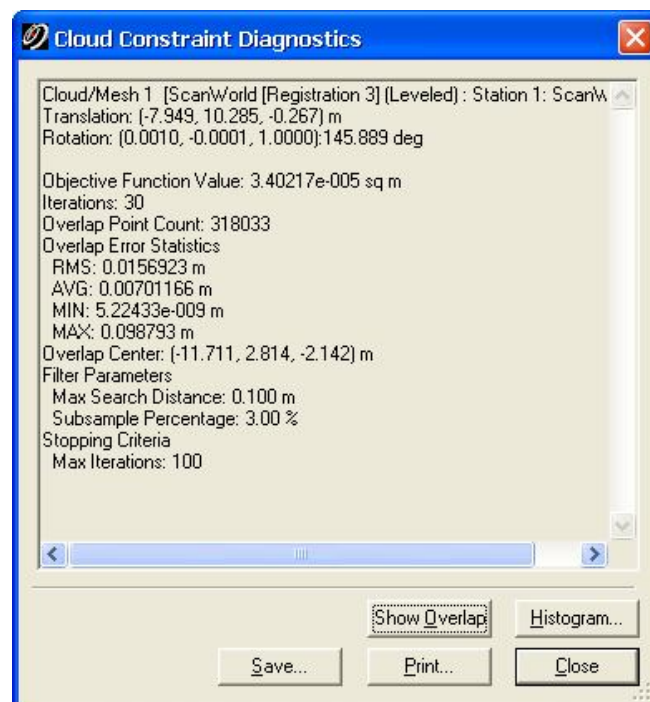 Cloud Constraint Diagnostics
Cloud/Mesh 1 [ScanWorld [Registration 3] (Leveled) : Station 1: ScanW
Translation: (-7.949, 10.285, -0.267) m
Rotation: (0.0010, -0.0001, 1.0000):145.889 deg
Objective Function Value: 3.40217e-005 sq m
Iterations: 30
Overlap Point Count: 318033
Overlap Error Statistics
RMS: 0.0156923 m
AVG: 0.00701166 m
MIN: 5.22433e-009 m
MAX: 0.098793 m
Overlap Center: (-11.711, 2.814, -2.142) m
Filter Parameters
Max Search Distance: 0.100 m
Subsample Percentage: 3.00 %
Stopping Criteria
Max Iterations: 100
Show Overlap Histogram...
Save... Print... Close